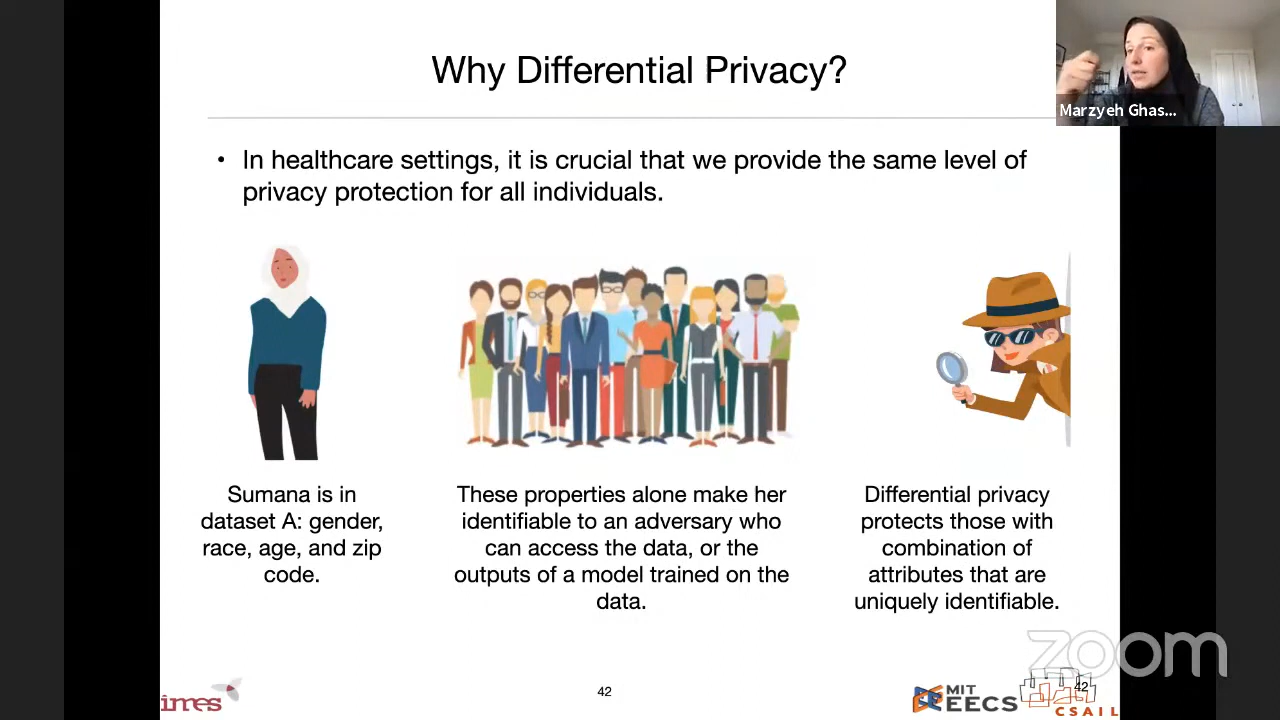 Why Differential Privacy?
Marzyeh Ghas...
• In healthcare settings, it is crucial that we provide the same level of
privacy protection for all individuals.
Sumana is in
dataset A: gender,
race, age, and zip
code.
These properties alone make her
identifiable to an adversary who
can access the data, or the
outputs of a model trained on the
data.
Differential privacy
protects those with
combination of
attributes that are
uniquely identifiable.
zoom
imes
42
MIT
EECS
42
CSAIL